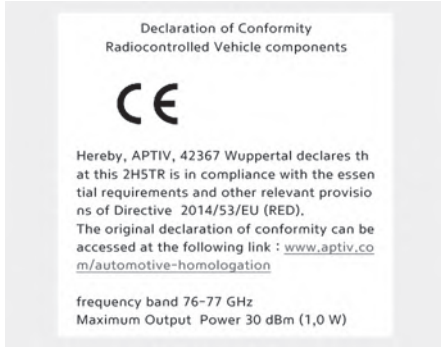 Declaration of Conformity
Radiocontrolled Vehicle components
CE
Hereby, APTIV, 42367 Wuppertal declares th
at this 2H5TR is in compliance with the essen
tial requirements and other relevant provisio
ns of Directive 2014/53/EU (RED).
The original declaration of conformity can be
accessed at the following link : www.aptiv.co
m/automotive-homologation
frequency band 76-77 GHz
Maximum Output Power 30 dBm (1,0 W)